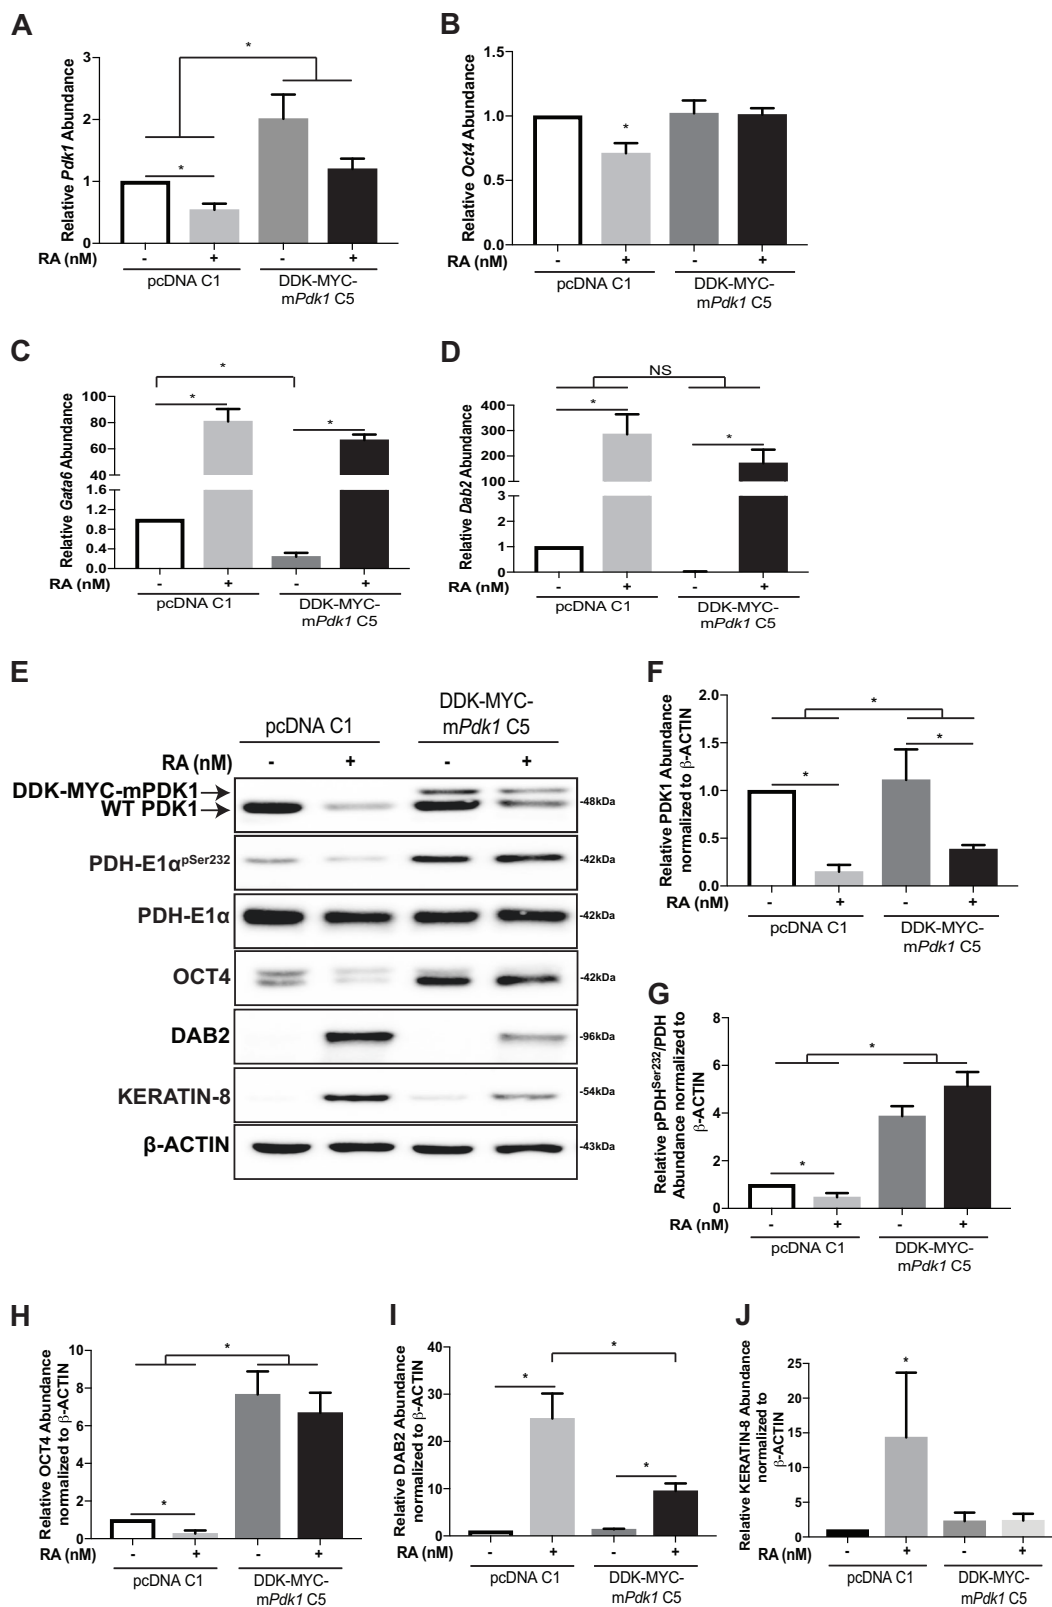 A
Relative Pdk1 Abundance
3
2
1
0
*
*
RA (nM)
-
+
-
+
pcDNA C1
DDK-MYC-
mPdk1 C5
B
Relative Oct4 Abundance
1.5
1.0
0.5
0.0
*
RA (nM)
-
+
-
+
pcDNA C1
DDK-MYC-
mPdk1 C5
C
Relative Gata6 Abundance
100
80
60
40
1.6
1.2
0.8
0.4
0.0
*
*
*
RA (nM)
-
+
-
+
pcDNA C1
DDK-MYC-
mPdk1 C5
D
Relative Dab2 Abundance
400
300
200
100
3
2
1
0
NS
*
*
RA (nM)
-
+
-
+
pcDNA C1
DDK-MYC-
mPdk1 C5
E
pcDNA C1
DDK-MYC-
mPdk1 C5
RA (nM)
-
+
-
+
DDK-MYC-mPDK1
WT PDK1
-48kDa
PDH-E1αpSer232
-42kDa
PDH-E1α
-42kDa
OCT4
-42kDa
DAB2
-96kDa
KERATIN-8
-54kDa
β-ACTIN
-43kDa
F
Relative PDK1 Abundance
normalized to β-ACTIN
2.0
1.5
1.0
0.5
0.0
*
*
*
RA (nM)
-
+
-
+
pcDNA C1
DDK-MYC-
mPdk1 C5
G
Relative pPDHSer232/PDH
Abundance normalized to
β-ACTIN
8
6
4
2
0
*
*
RA (nM)
-
+
-
+
pcDNA C1
DDK-MYC-
mPdk1 C5
H
Relative OCT4 Abundance
normalized to β-ACTIN
10
8
6
4
2
0
*
*
RA (nM)
-
+
-
+
pcDNA C1
DDK-MYC-
mPdk1 C5
I
Relative DAB2 Abundance
normalized to β-ACTIN
40
30
20
10
0
*
*
*
RA (nM)
-
+
-
+
pcDNA C1
DDK-MYC-
mPdk1 C5
J
Relative KERATIN-8 Abundance
normalized to
β-ACTIN
25
20
15
10
5
0
*
RA (nM)
-
+
-
+
pcDNA C1
DDK-MYC-
mPdk1 C5